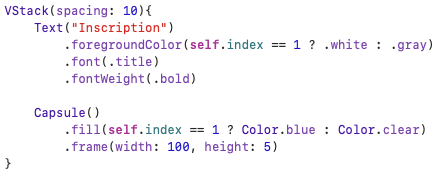 VStack(spacing: 10){
    Text("Inscription")
        .foregroundColor(self.index == 1 ? .white : .gray)
        .font(.title)
        .fontWeight(.bold)

    Capsule()
        .fill(self.index == 1 ? Color.blue : Color.clear)
        .frame(width: 100, height: 5)
}